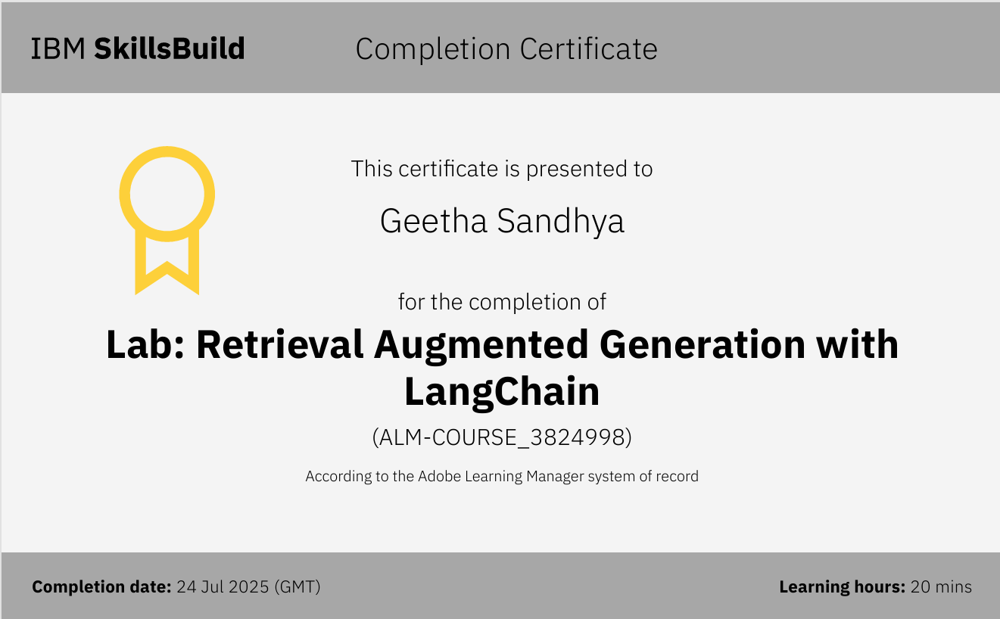 IBM SkillsBuild
Completion Certificate
This certificate is presented to
Geetha Sandhya
for the completion of
Lab: Retrieval Augmented Generation with
LangChain
(ALM-COURSE_3824998)
According to the Adobe Learning Manager system of record
Completion date: 24 Jul 2025 (GMT)
Learning hours: 20 mins